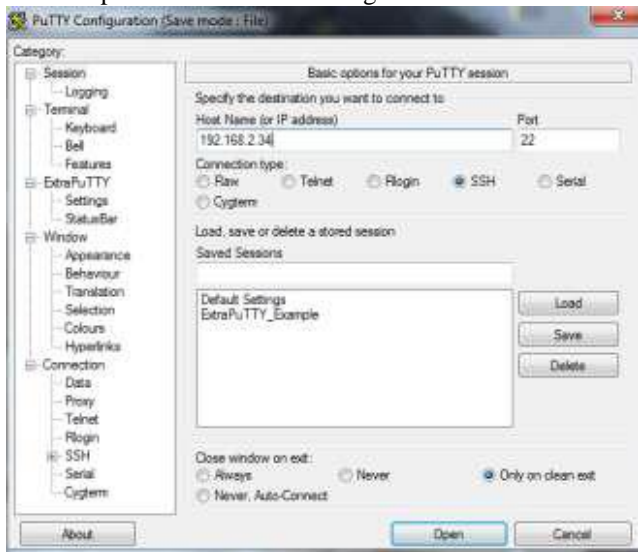 PuTTY Configuration (Save mode : File)
Category:
Session
Logging
Terminal
Keyboard
Bell
Features
ExtraPuTTY
Settings
StatusBar
Window
Appearance
Behaviour
Translation
Selection
Colours
Hyperlinks
Connection
Data
Proxy
Telnet
Rlogin
SSH
Serial
Cygterm
Basic options for your PuTTY session
Specify the destination you want to connect to
Host Name (or IP address) Port
192.168.2.34 22
Connection type:
Raw Telnet Rlogin SSH Serial
Cygterm
Load, save or delete a stored session
Saved Sessions
Default Settings
ExtraPuTTY_Example
Load
Save
Delete
Close window on exit:
Always Never Only on clean exit
Never, Auto-Connect
About Open Cancel